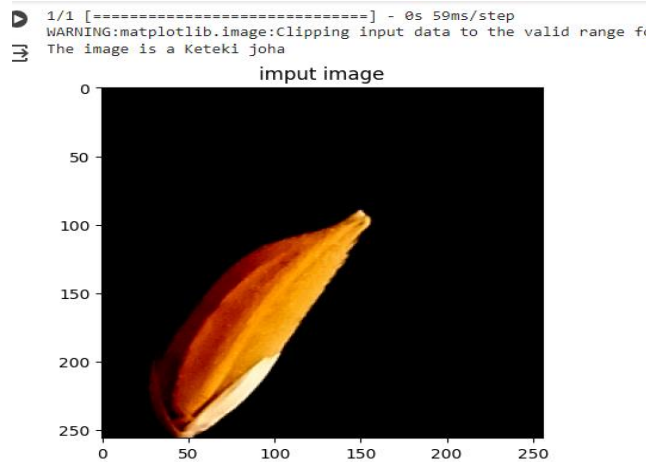 1/1 [==============================] - 0s 59ms/step
WARNING:matplotlib.image:Clipping input data to the valid range
The image is a Keteki joha
imput image
0
50
100
150
200
250
0 50 100 150 200 250